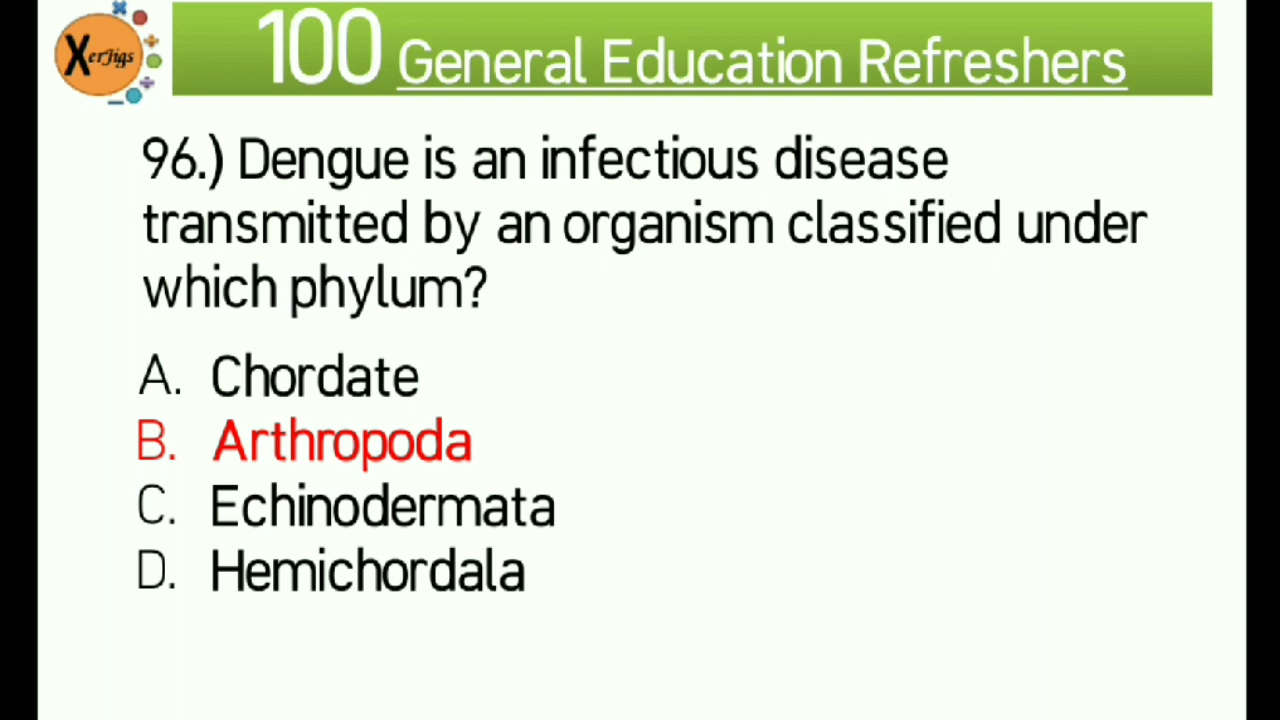 XerJigs
100 General Education Refreshers
96.) Dengue is an infectious disease
transmitted by an organism classified under
which phylum?
A. Chordate
B. Arthropoda
C. Echinodermata
D. Hemichordala